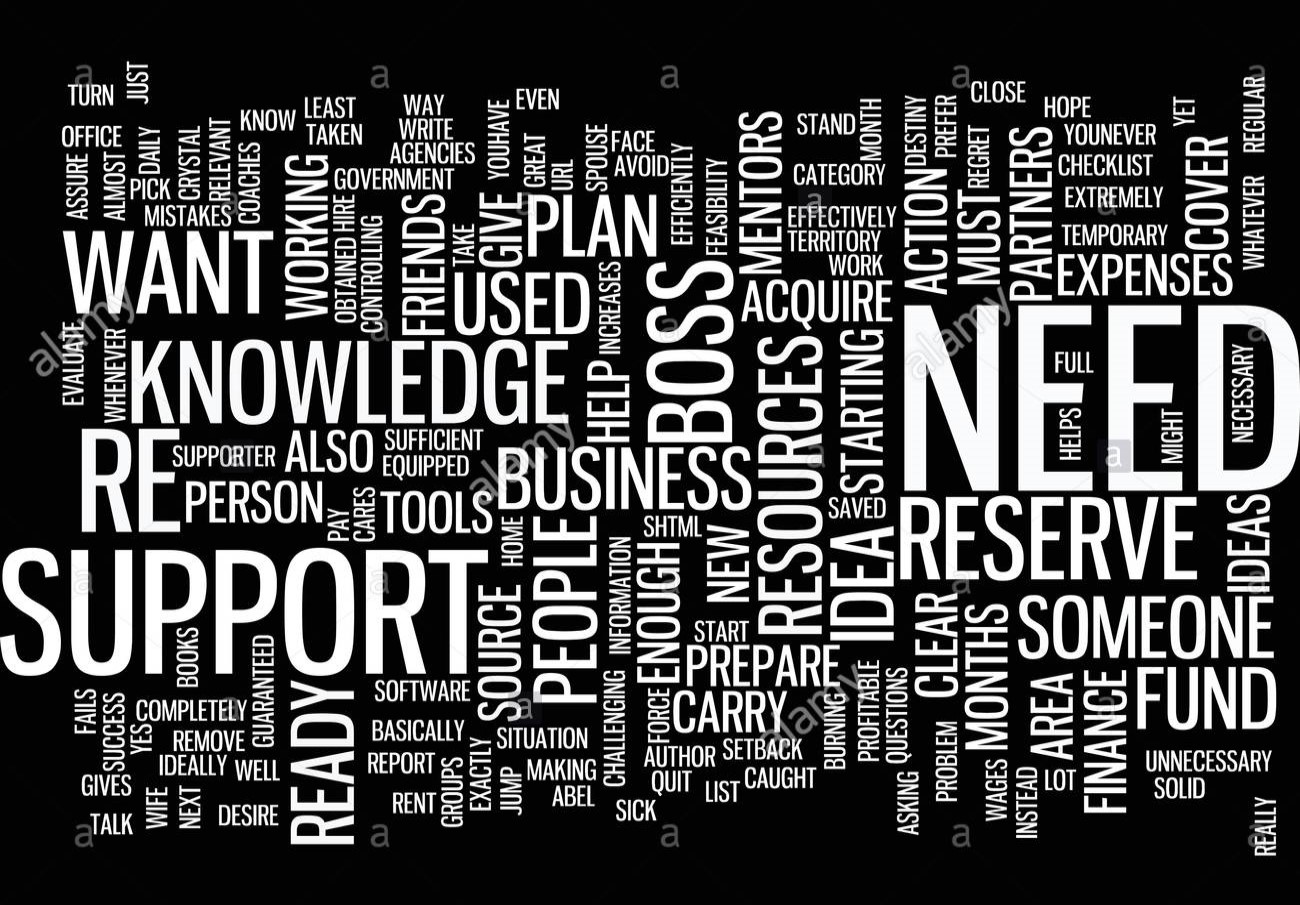 TURN
JUST
OFFICE
ASSURE
ALMOST
DAILY
PICK
CRYSTAL
RELEVANT
MISTAKES
KNOW
COACHES
LEAST
TAKEN
WORKING
GOVERNMENT
WAY
WRITE
AGENCIES
OBTAINED HIRE
CONTROLLING
FRIENDS
TAKE
YOUHAVE
EVEN
GREAT
URL
GIVE
PLAN
SPOUSE
FACE
AVOID
EFFICIENTLY
FEASIBILITY
MENTORS
STAND
MONTH
CATEGORY
EFFECTIVELY
TERRITORY
WORK
ACTION
DESTINY
PREFER
CLOSE
REGRET
MUST
PARTNERS
HOPE
YOUNEVER
CHECKLIST
EXTREMELY
TEMPORARY
EXPENSES
YET
COVER
REGULAR
WHATEVER
WANT
EVALUATE
WHENEVER
KNOWLEDGE
USED
INCREASES
HELP
BOSS
ACQUIRE
RESOURCES
STARTING
NEED
FULL
HELPS
MIGHT
NECESSARY
RE
SUPPORTER
ALSO
SUFFICIENT
EQUIPPED
PERSON
PAY
CARES
TOOLS
BUSINESS
HOME
PEOPLE
SHTML
NEW
SAVED
IDEA
RESERVE
IDEAS
SUPPORT
BOOKS
GUARANTEED
READY
SOURCE
INFORMATION
ENOUGH
START
PREPARE
CARRY
CLEAR
MONTHS
SOMEONE
AREA
FINANCE
FUND
FAILS
SUCCESS
YES
COMPLETELY
REMOVE
IDEALLY
WELL
GIVES
TALK
WIFE
NEXT
DESIRE
SOFTWARE
BASICALLY
REPORT
RENT
GROUPS
EXACTLY
JUMP
SITUATION
MAKING
ABEL
CHALLENGING
SICK
FORCE
AUTHOR
QUIT
SETBACK
LIST
CAUGHT
BURNING
PROFITABLE
QUESTIONS
ASKING
PROBLEM
WAGES
INSTEAD
LOT
UNNECESSARY
SOLID
REALLY
alamy
alamy
alamy
alamy